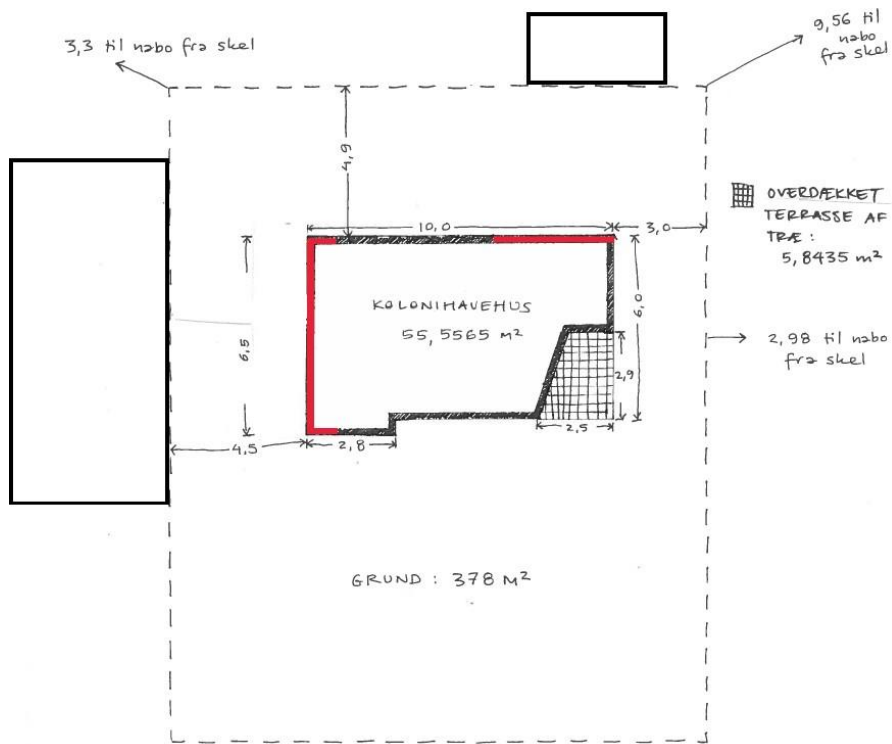 3,3 til nabo fra skel
9,56 til
nabo
fra skel
4,9
OVERDÆKKET
TERRASSE AF
TRÆ :
5,8435 m²
10,0
3,0
KOLONIHAVEHUS
55,5565 m²
6,0
6,5
2,98 til nabo
fra skel
2,9
2,5
4,5
2,8
GRUND : 378 M²